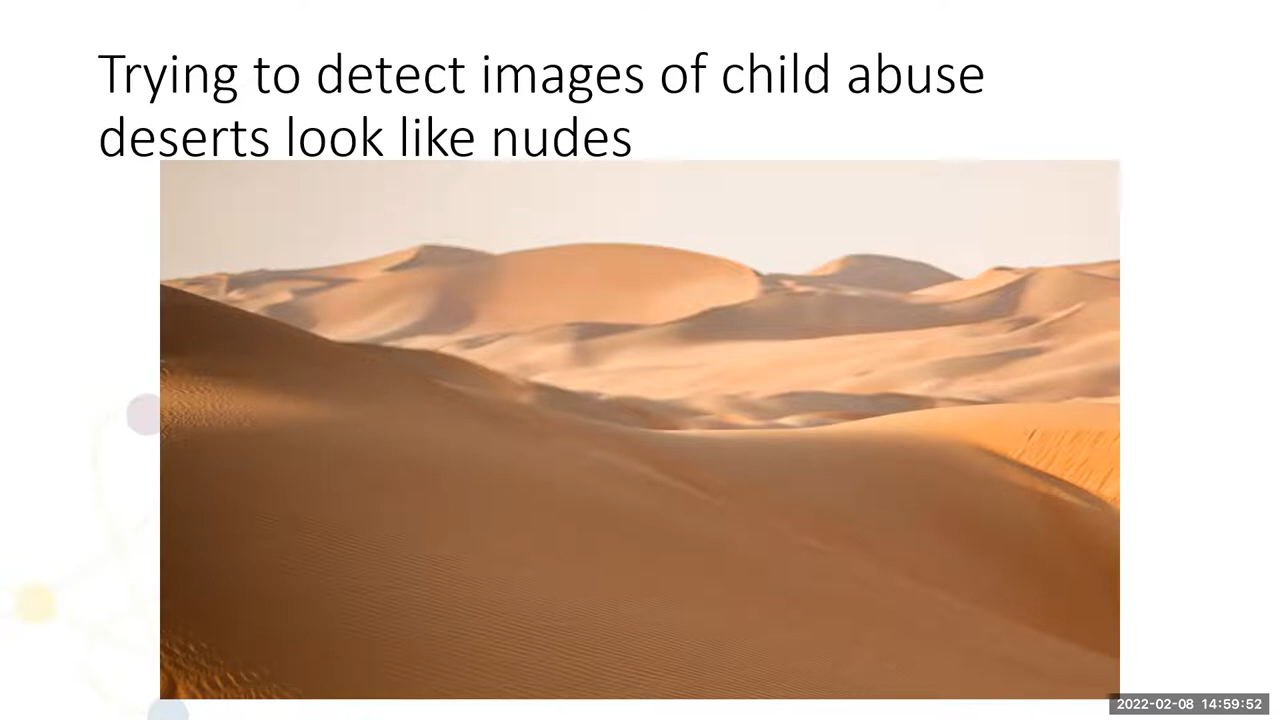 Trying to detect images of child abuse
deserts look like nudes
2022-02-08 14:59:52